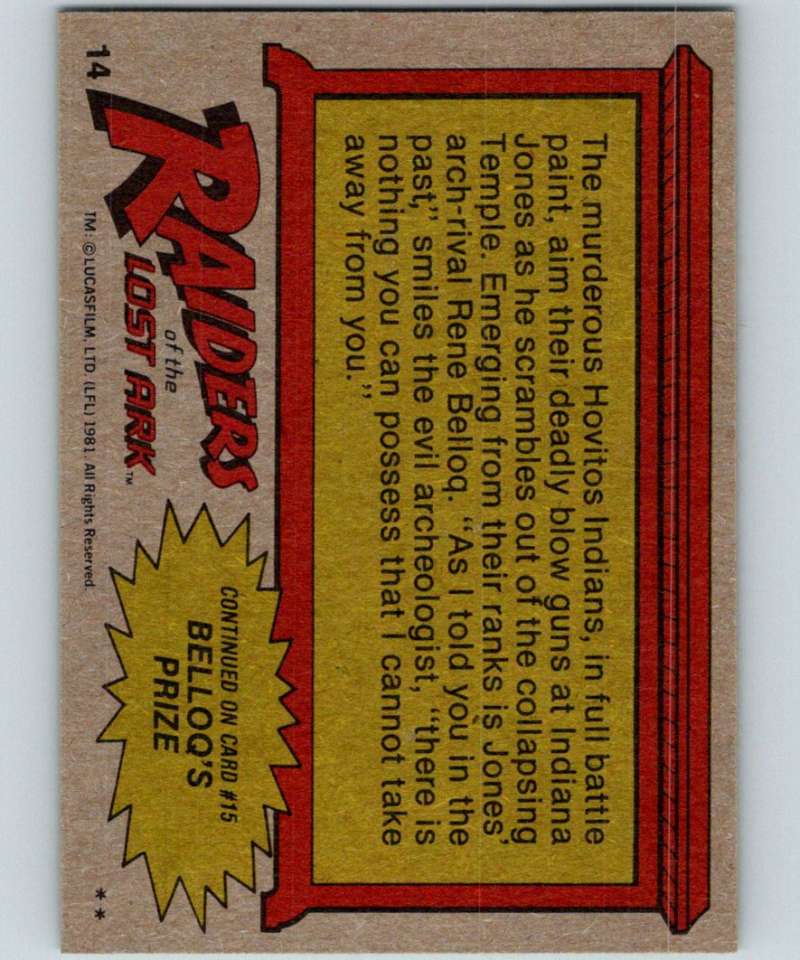 The murderous Hovitos Indians, in full battle
paint, aim their deadly blow guns at Indiana
Jones as he scrambles out of the collapsing
Temple. Emerging from their ranks is Jones'
arch-rival René Belloq. “As I told you in the
past,” smiles the evil archeologist, “there is
nothing you can possess that I cannot take
away from you.”
RAIDERS
of the
LOST ARK™
CONTINUED ON CARD #15
BELLOQ'S
PRIZE
14
TM: © LUCASFILM, LTD. (LFL) 1981. All Rights Reserved.
**